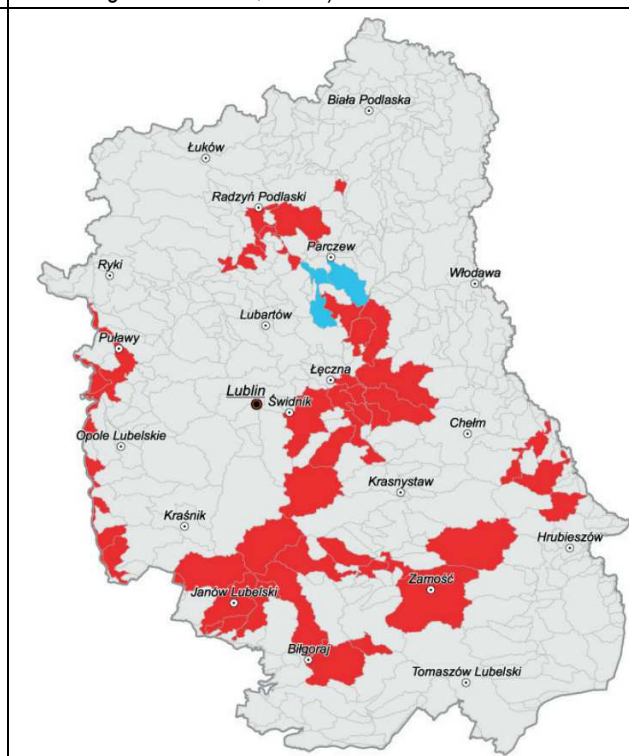 Biała Podlaska
Łuków
Radzyń Podlaski
Parczew
Ryki
Włodawa
Lubartów
Puławy
Łęczna
Lublin
Świdnik
Chełm
Opole Lubelskie
Krasnystaw
Kraśnik
Hrubieszów
Zamość
Janów Lubelski
Biłgoraj
Tomaszów Lubelski